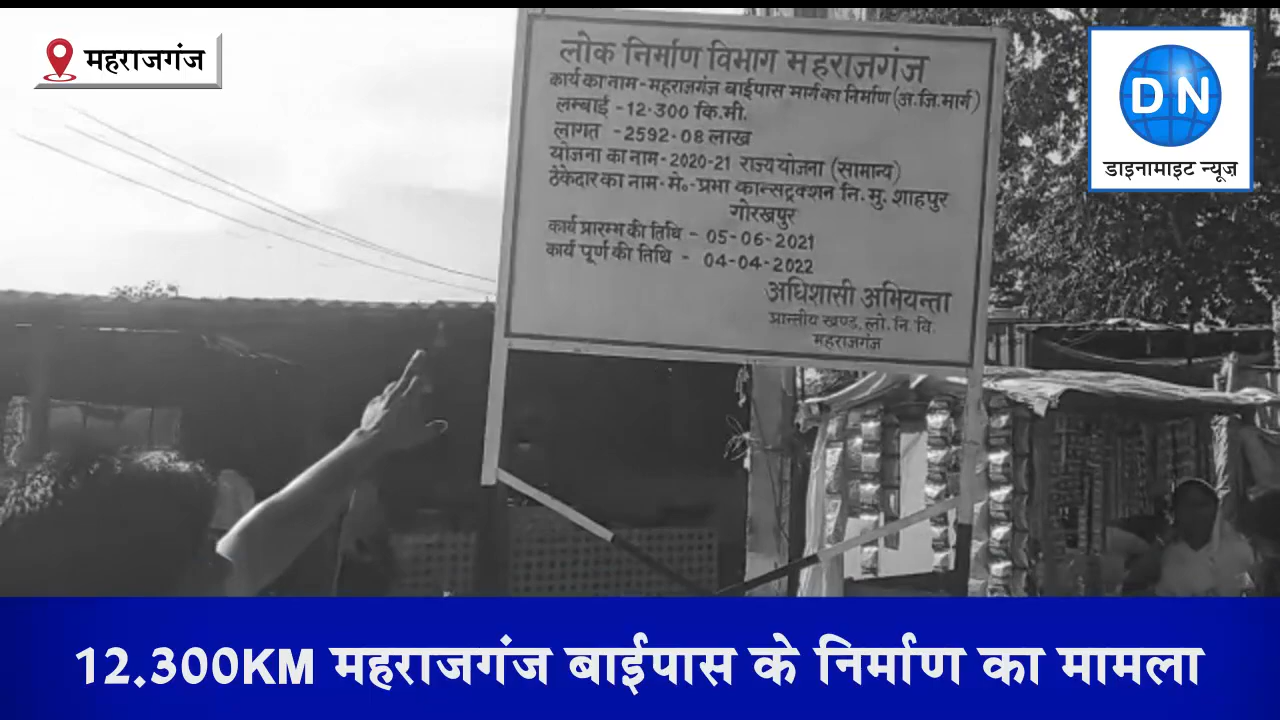 महराजगंज
DN
डाइनामाइट न्यूज़
लोक निर्माण विभाग महराजगंज
कार्य का नाम - महराजगंज बाईपास मार्ग का निर्माण (अ.जि.मार्ग)
लम्बाई - 12.300 कि.मी.
लागत - 2592.08 लाख
योजना का नाम - 2020-21 राज्य योजना (सामान्य)
ठेकेदार का नाम - मे०- प्रभा कान्सट्रक्शन नि. मु. शाहपुर
गोरखपुर
कार्य प्रारम्भ की तिथि - 05-06-2021
कार्य पूर्ण की तिथि - 04-04-2022
अधिशासी अभियन्ता
प्रान्तीय खण्ड, लो. नि. वि.
महराजगंज
12.300KM महराजगंज बाईपास के निर्माण का मामला